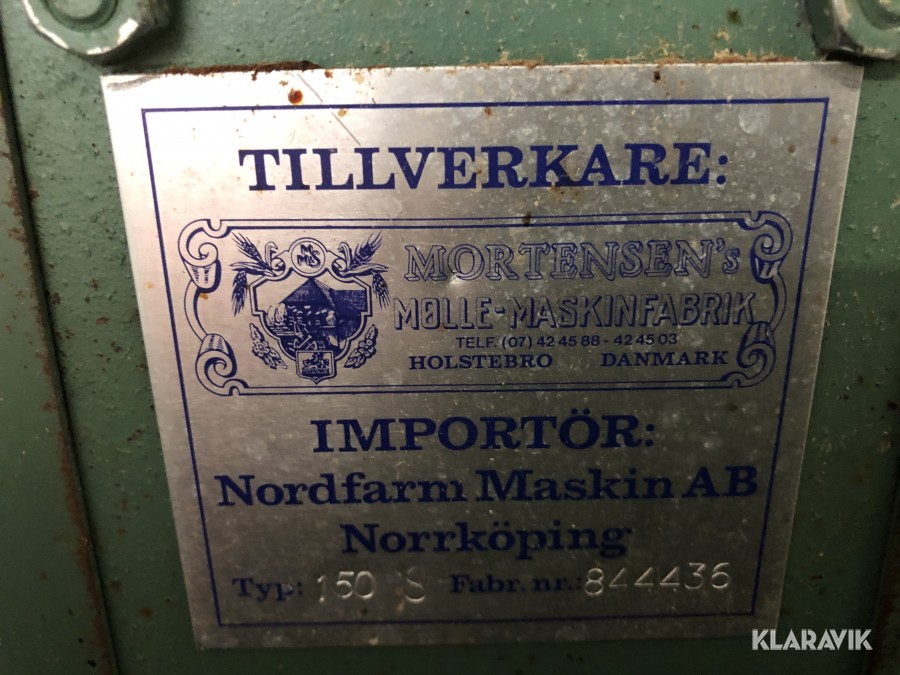 TILLVERKARE:
MORTENSEN's
MØLLE-MASKINFABRIK
TELF. (07) 42 45 88 - 42 45 03
HOLSTEBRO DANMARK
IMPORTÖR:
Nordfarm Maskin AB
Norrköping
Typ: 150 S Fabr. nr.: 844436
KLARAVIK